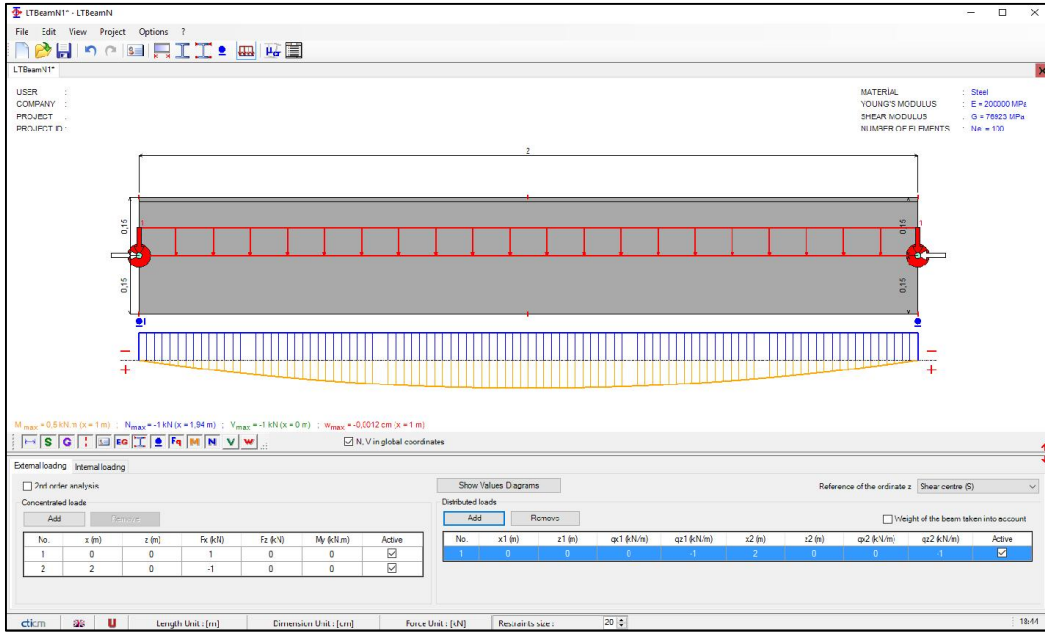 LTBeamN1* - LTBeamN
File Edit View Project Options ?
LTBeamN1*
USER :
COMPANY :
PROJECT :
PROJECT ID :
MATERIAL : Steel
YOUNG'S MODULUS : E = 200000 MPa
SHEAR MODULUS : G = 76923 MPa
NUMBER OF ELEMENTS : Ne = 100
2
0,15 1 0,15 1
0,15 0,15
− −
+ +
M max = 0,5 kN.m (x = 1 m) ; N max = -1 kN (x = 1,94 m) ; V max = -1 kN (x = 0 m) ; w max = -0,0012 cm (x = 1 m)
S G EG Fq M N V w N, V in global coordinates
External loading Internal loading
2nd order analysis Show Values Diagrams Reference of the ordinate z Shear centre (S)
Concentrated loads Distributed loads
Add Remove Add Remove Weight of the beam taken into account
No. x (m) z (m) Fx (kN) Fz (kN) My (kN.m) Active
1 0 0 1 0 0
2 2 0 -1 0 0
No. x1 (m) z1 (m) qx1 (kN/m) qz1 (kN/m) x2 (m) z2 (m) qx2 (kN/m) qz2 (kN/m) Active
1 0 0 0 -1 2 0 0 -1
cticm U Length Unit : [m] Dimension Unit : [cm] Force Unit : [kN] Restraints size : 20 18:44